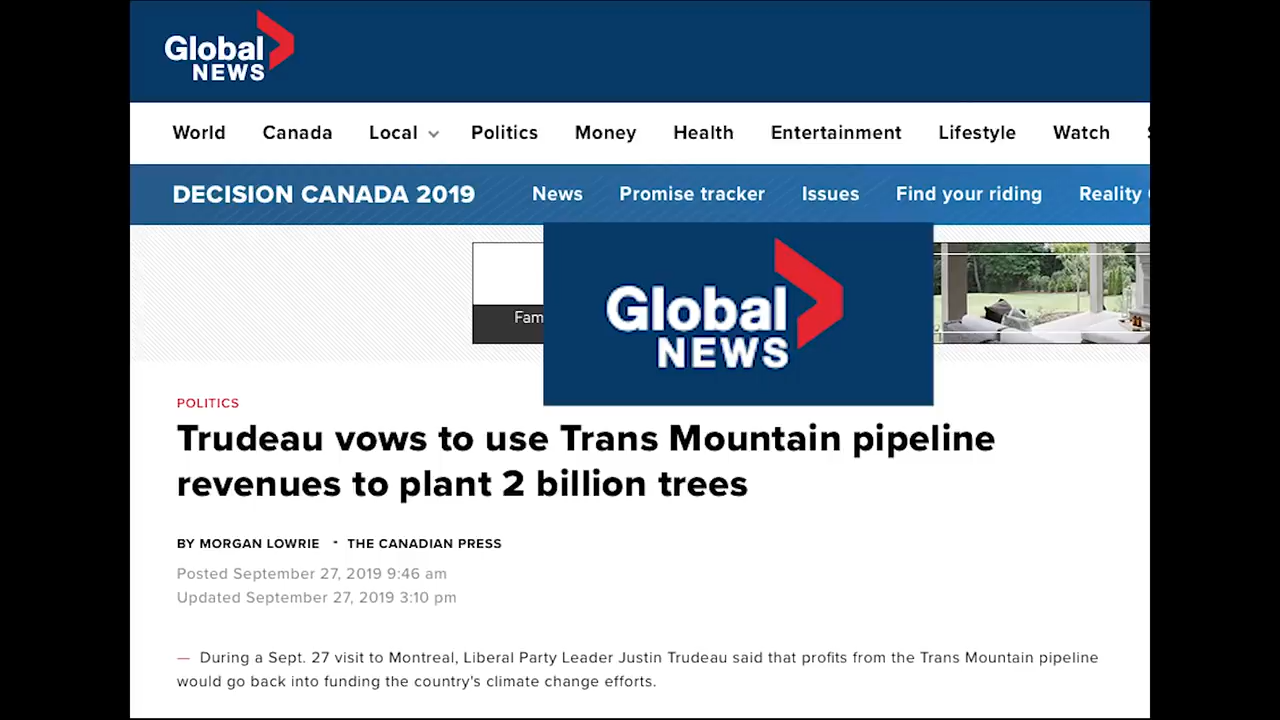 Global
NEWS
World Canada Local Politics Money Health Entertainment Lifestyle Watch
DECISION CANADA 2019 News Promise tracker Issues Find your riding Reality
Global
NEWS
POLITICS
Trudeau vows to use Trans Mountain pipeline
revenues to plant 2 billion trees
BY MORGAN LOWRIE - THE CANADIAN PRESS
Posted September 27, 2019 9:46 am
Updated September 27, 2019 3:10 pm
— During a Sept. 27 visit to Montreal, Liberal Party Leader Justin Trudeau said that profits from the Trans Mountain pipeline
would go back into funding the country's climate change efforts.